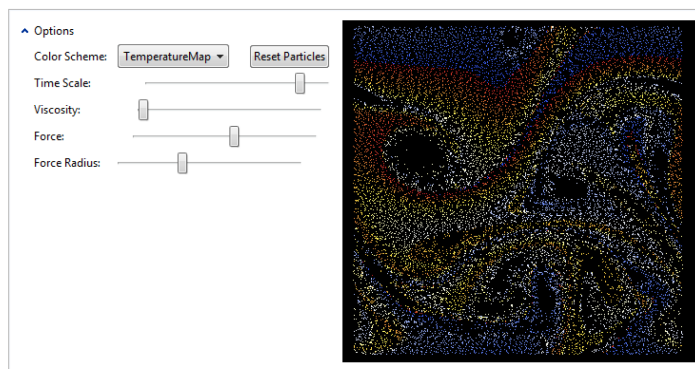 Options
Color Scheme: TemperatureMap Reset Particles
Time Scale:
Viscosity:
Force:
Force Radius: